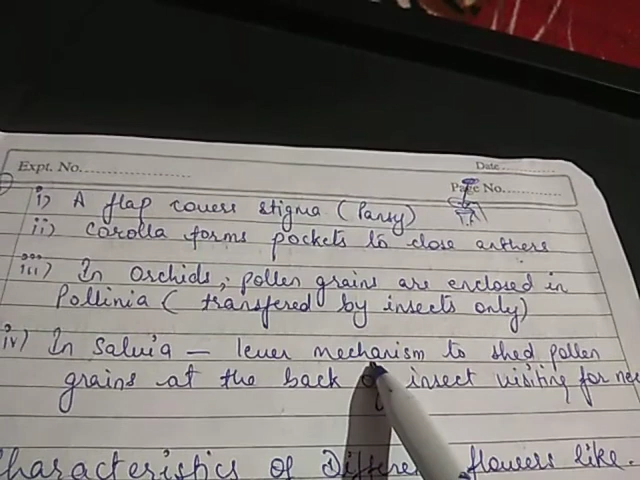 Expt. No.
Date
Page No.
i) A flap covers stigma (Pansy)
ii) Corolla forms pockets to close anthers
iii) In Orchids, pollen grains are enclosed in
Pollinia ( transfered by insects only)
iv) In Salvia – lever mechanism to shed pollen
grains at the back of insect visiting for
Characteristics of flowers like.